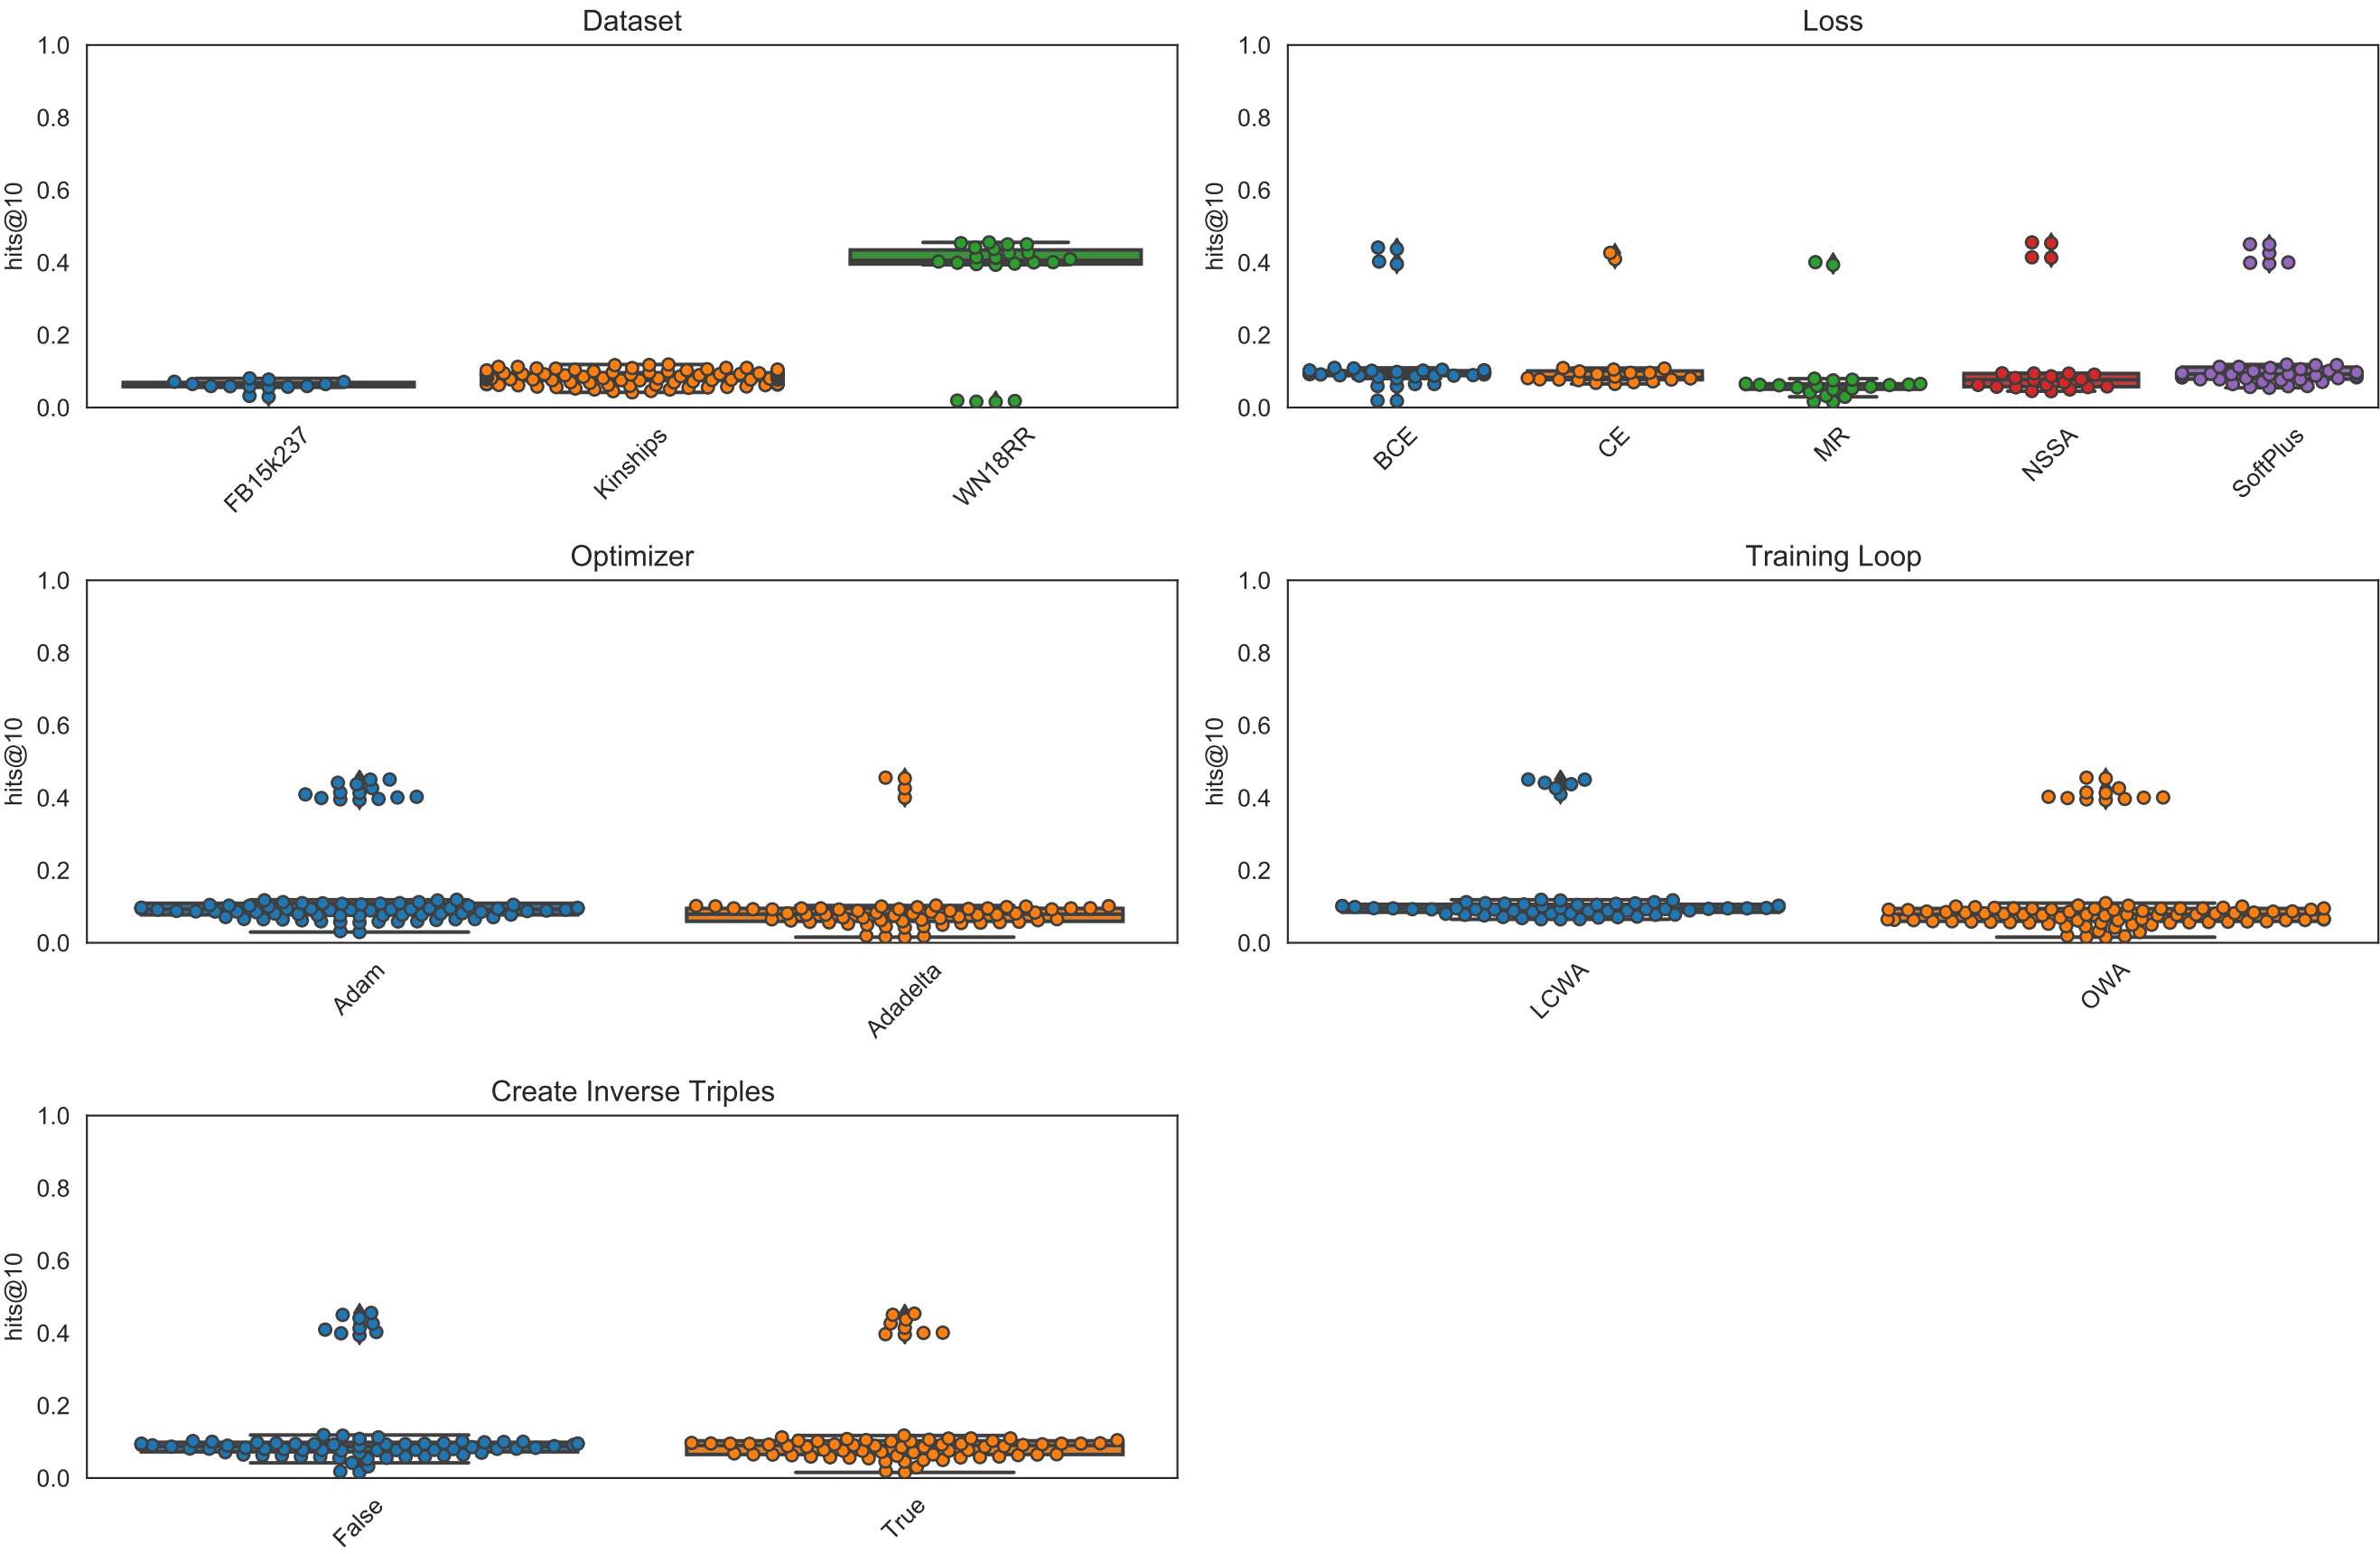 Dataset
1.0
0.8
0.6
0.4
0.2
0.0
hits@10
FB15k237
Kinships
WN18RR
Loss
1.0
0.8
0.6
0.4
0.2
0.0
hits@10
BCE
CE
MR
NSSA
SoftPlus
Optimizer
1.0
0.8
0.6
0.4
0.2
0.0
hits@10
Adam
Adadelta
Training Loop
1.0
0.8
0.6
0.4
0.2
0.0
hits@10
LCWA
OWA
Create Inverse Triples
1.0
0.8
0.6
0.4
0.2
0.0
hits@10
False
True